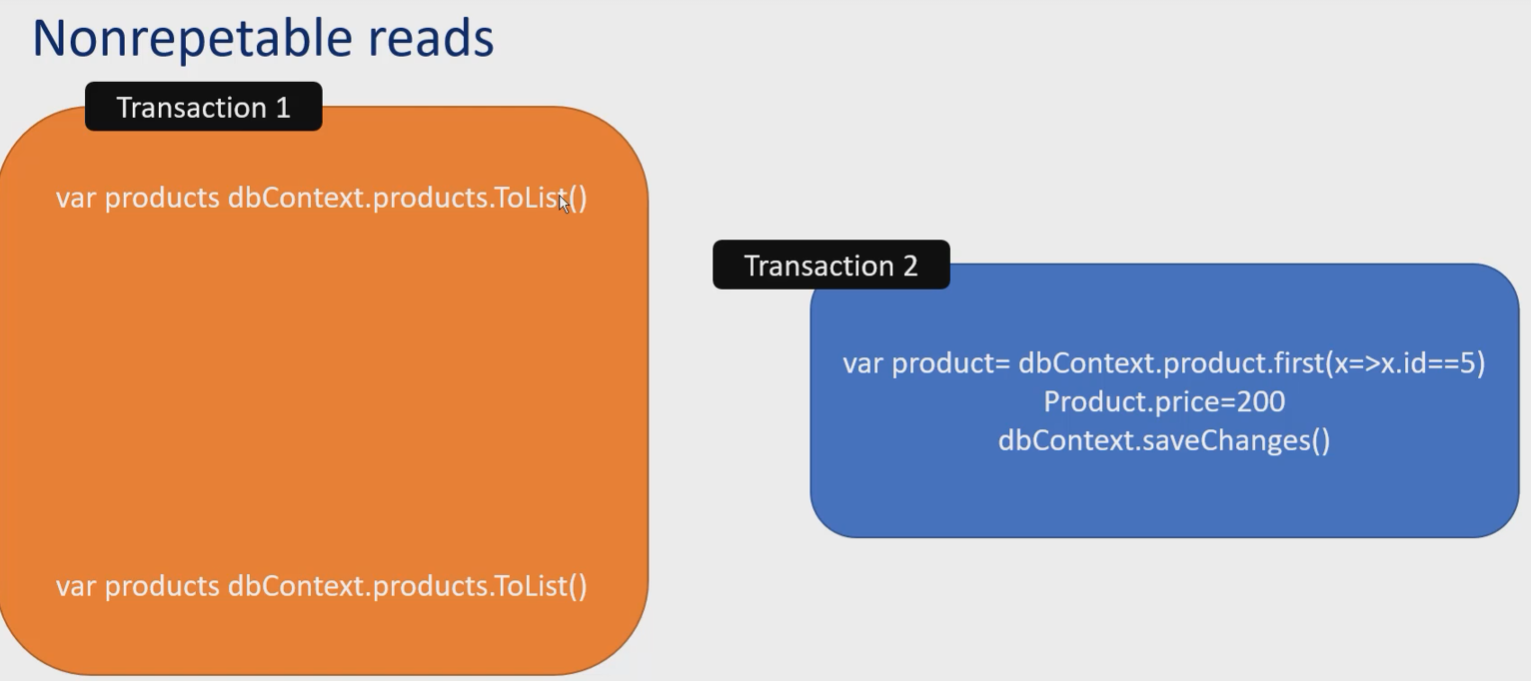 Nonrepetable reads
Transaction 1
var products dbContext.products.ToList()
Transaction 2
var product= dbContext.product.first(x=>x.id==5)
Product.price=200
dbContext.saveChanges()
var products dbContext.products.ToList()